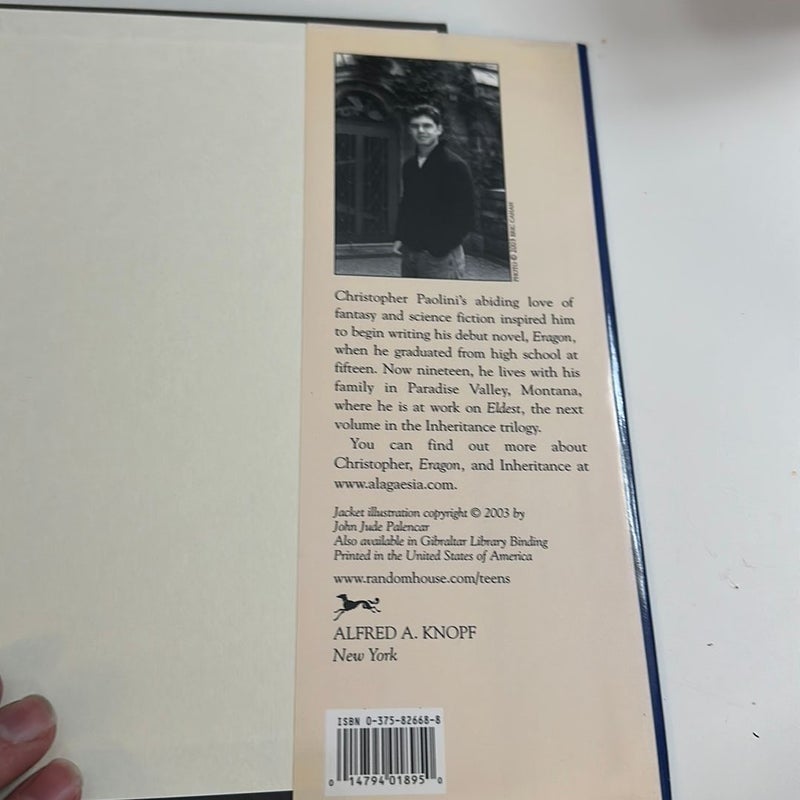 PHOTO © 2003 ERIC CAHAN
Christopher Paolini's abiding love of
fantasy and science fiction inspired him
to begin writing his debut novel, Eragon,
when he graduated from high school at
fifteen. Now nineteen, he lives with his
family in Paradise Valley, Montana,
where he is at work on Eldest, the next
volume in the Inheritance trilogy.
You can find out more about
Christopher, Eragon, and Inheritance at
www.alagaesia.com.
Jacket illustration copyright © 2003 by
John Jude Palencar
Also available in Gibraltar Library Binding
Printed in the United States of America
www.randomhouse.com/teens
ALFRED A. KNOPF
New York
ISBN 0-375-82668-8
0 14794 01895 0